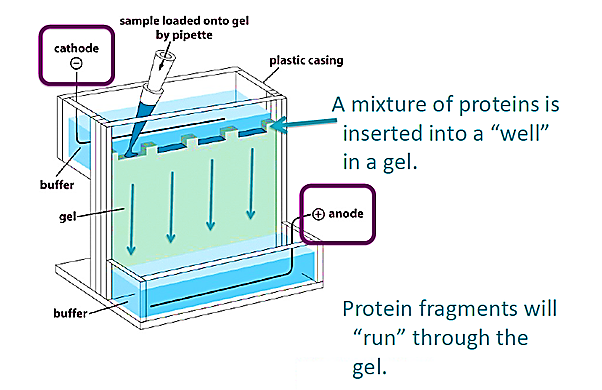 sample loaded onto gel
by pipette
cathode
⊖
plastic casing
A mixture of proteins is
inserted into a “well”
in a gel.
buffer
gel
⊕ anode
buffer
Protein fragments will
“run” through the
gel.